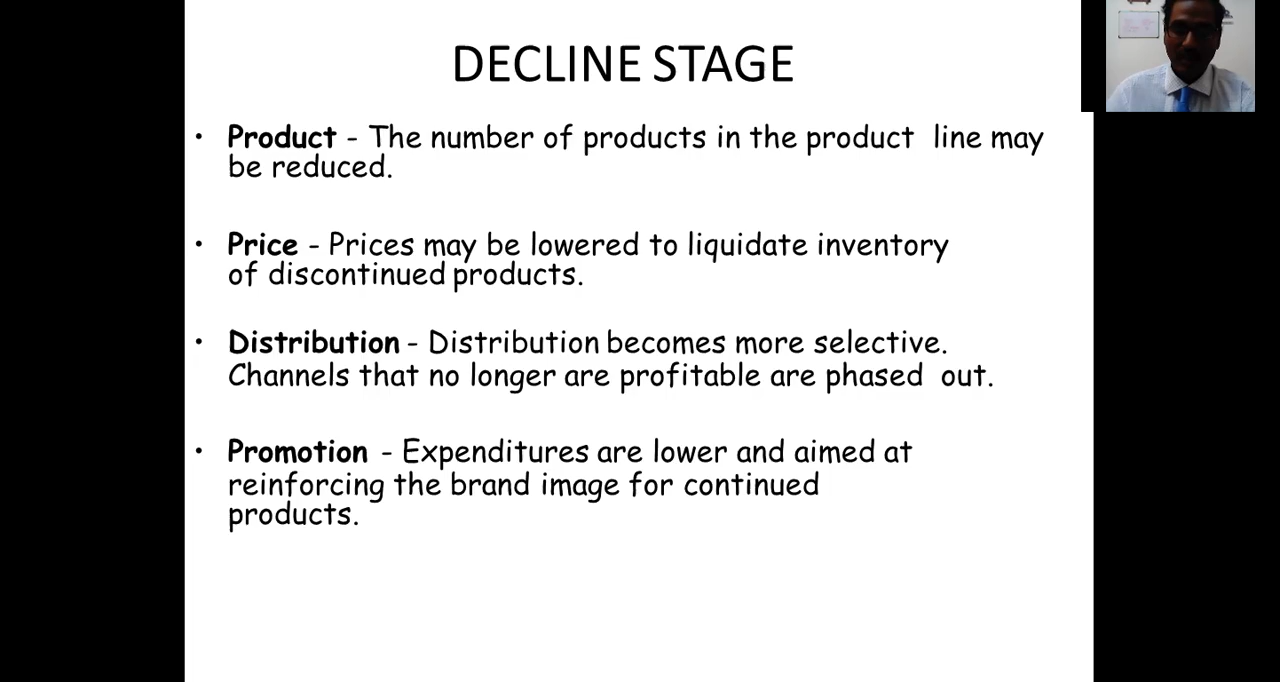 DECLINE STAGE
• Product - The number of products in the product line may
be reduced.
• Price - Prices may be lowered to liquidate inventory
of discontinued products.
• Distribution - Distribution becomes more selective.
Channels that no longer are profitable are phased out.
• Promotion - Expenditures are lower and aimed at
reinforcing the brand image for continued
products.